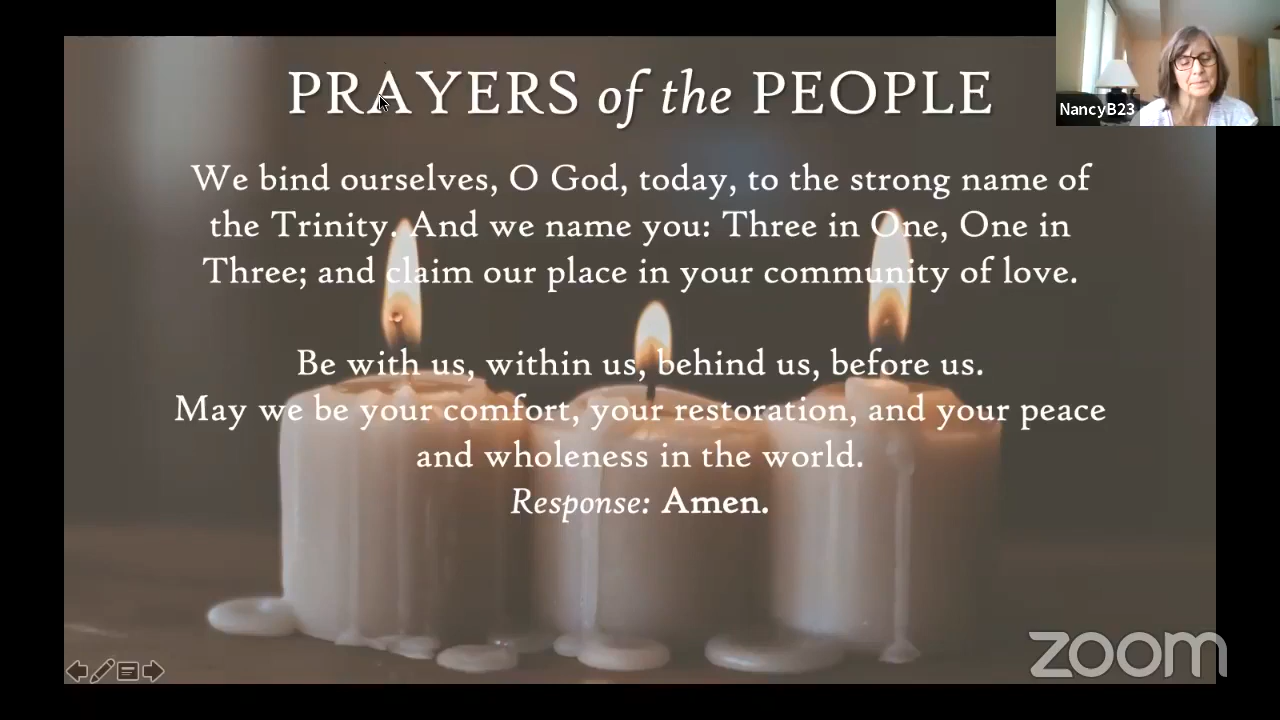 PRAYERS of the PEOPLE
NancyB23
We bind ourselves, O God, today, to the strong name of
the Trinity. And we name you: Three in One, One in
Three; and claim our place in your community of love.
Be with us, within us, behind us, before us.
May we be your comfort, your restoration, and your peace
and wholeness in the world.
Response: Amen.
zoom